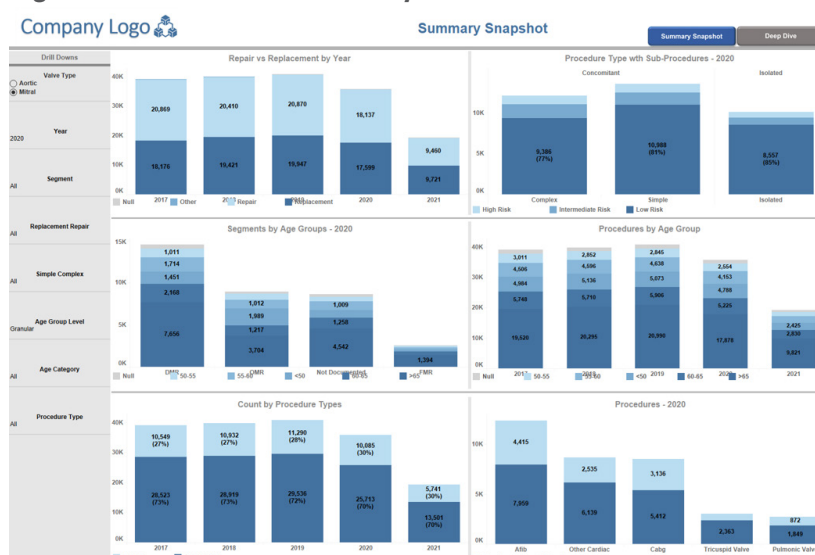 Company Logo
Summary Snapshot
Summary Snapshot
Deep Dive
Drill Downs
Valve Type
Aortic
Mitral
Year
2020
Segment
All
Replacement Repair
All
Simple Complex
All
Age Group Level
Granular
Age Category
All
Procedure Type
All
Repair vs Replacement by Year
40K
30K
20K
10K
0K
20,869 20,410 20,870 18,137 9,460
18,176 19,421 19,947 17,599 9,721
2017 2020 2021
Null Other Repair Replacement
Procedure Type wth Sub-Procedures - 2020
Concomitant Isolated
10K
5K
0K
9,386 10,988 8,557
(77%) (81%) (85%)
Complex Simple Isolated
High Risk Intermediate Risk Low Risk
Segments by Age Groups - 2020
15K
10K
5K
0K
1,011
1,714
1,451
2,168
7,656
1,012
1,989
1,217
3,704
1,009
1,258
4,542
1,394
DMR Not Documented FMR
Null 50-55 55-60 <50 60-65 >65
Procedures by Age Group
40K
30K
20K
10K
0K
3,011 2,852 2,845 2,554
4,606 4,596 4,638 4,153
4,984 5,136 5,073 4,788 2,425
5,748 5,710 5,906 5,226 2,830
19,520 20,295 20,990 17,878 9,821
2019 2021
Null 50-55 55-60 <50 60-65 >65
Count by Procedure Types
40K
30K
20K
10K
0K
10,549 10,932 11,290 10,085 5,741
(27%) (27%) (28%) (30%) (30%)
28,523 28,919 29,536 25,713 13,501
(73%) (73%) (72%) (70%) (70%)
2017 2018 2019 2020 2021
Procedures - 2020
10K
5K
0K
4,415 2,535 3,136 872
7,959 6,139 5,412 2,363 1,849
Afib Other Cardiac Cabg Tricuspid Valve Pulmonic Valve